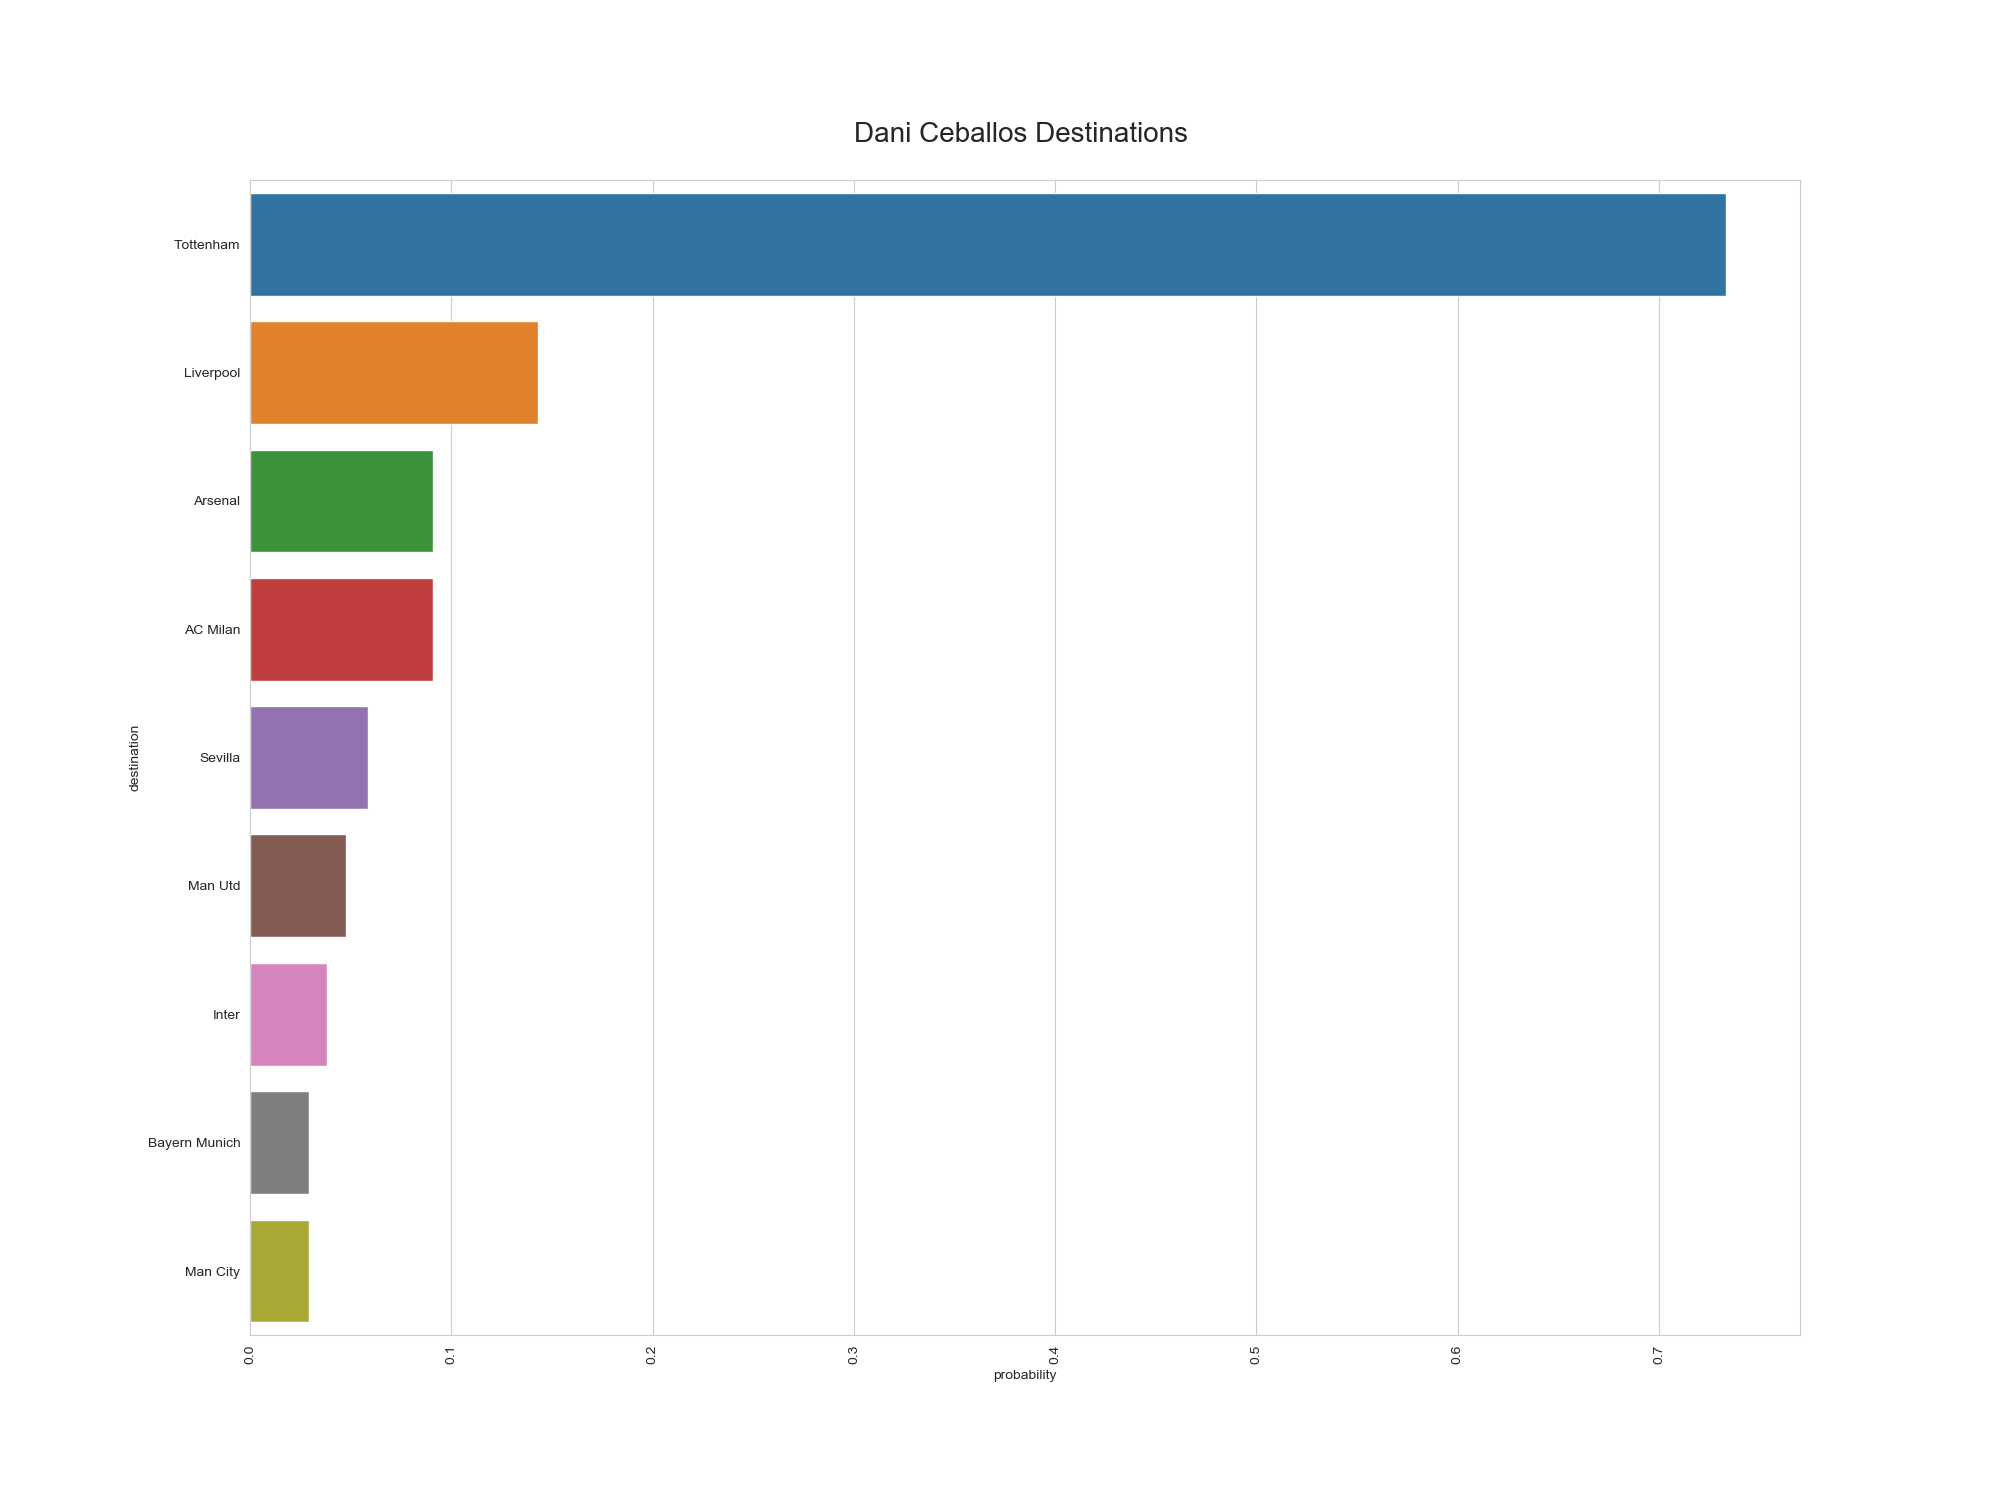 Dani Ceballos Destinations
Tottenham
Liverpool
Arsenal
AC Milan
Sevilla
Man Utd
Inter
Bayern Munich
Man City
destination
0.0 0.1 0.2 0.3 0.4 0.5 0.6 0.7
probability